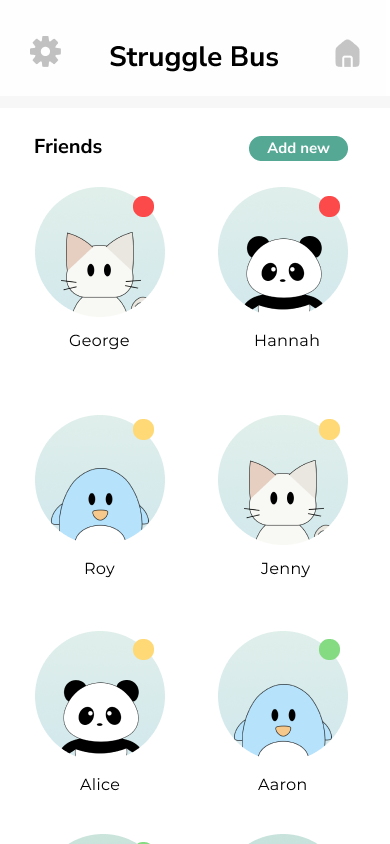 Struggle Bus
Friends
Add new
George
Hannah
Roy
Jenny
Alice
Aaron